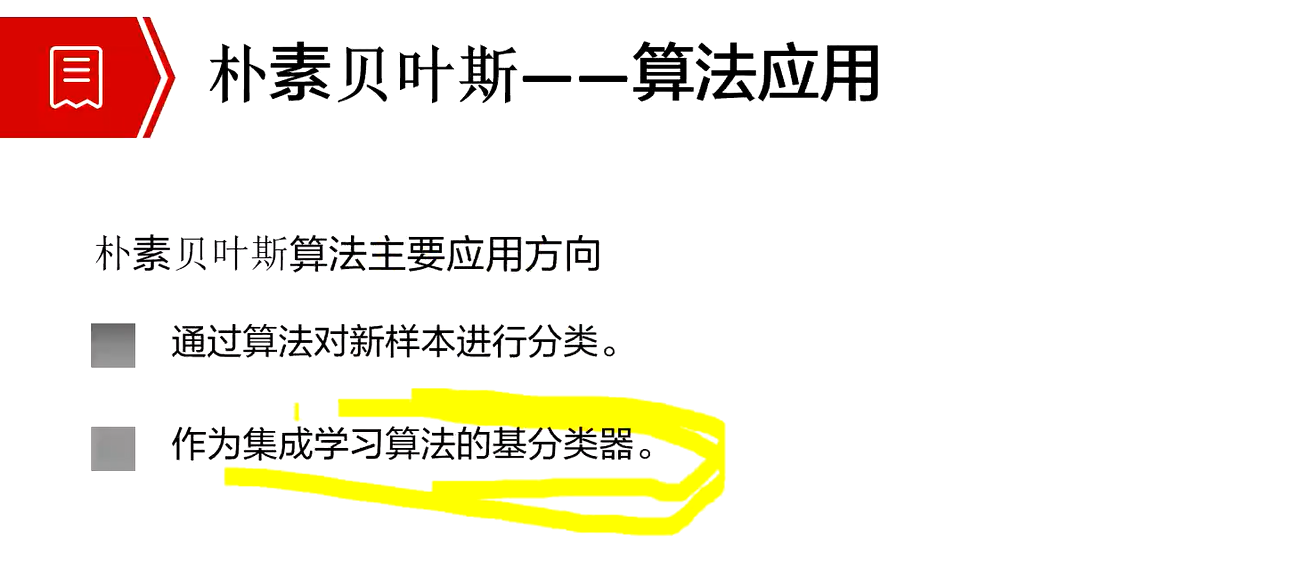 朴素贝叶斯——算法应用
朴素贝叶斯算法主要应用方向
通过算法对新样本进行分类。
作为集成学习算法的基分类器。